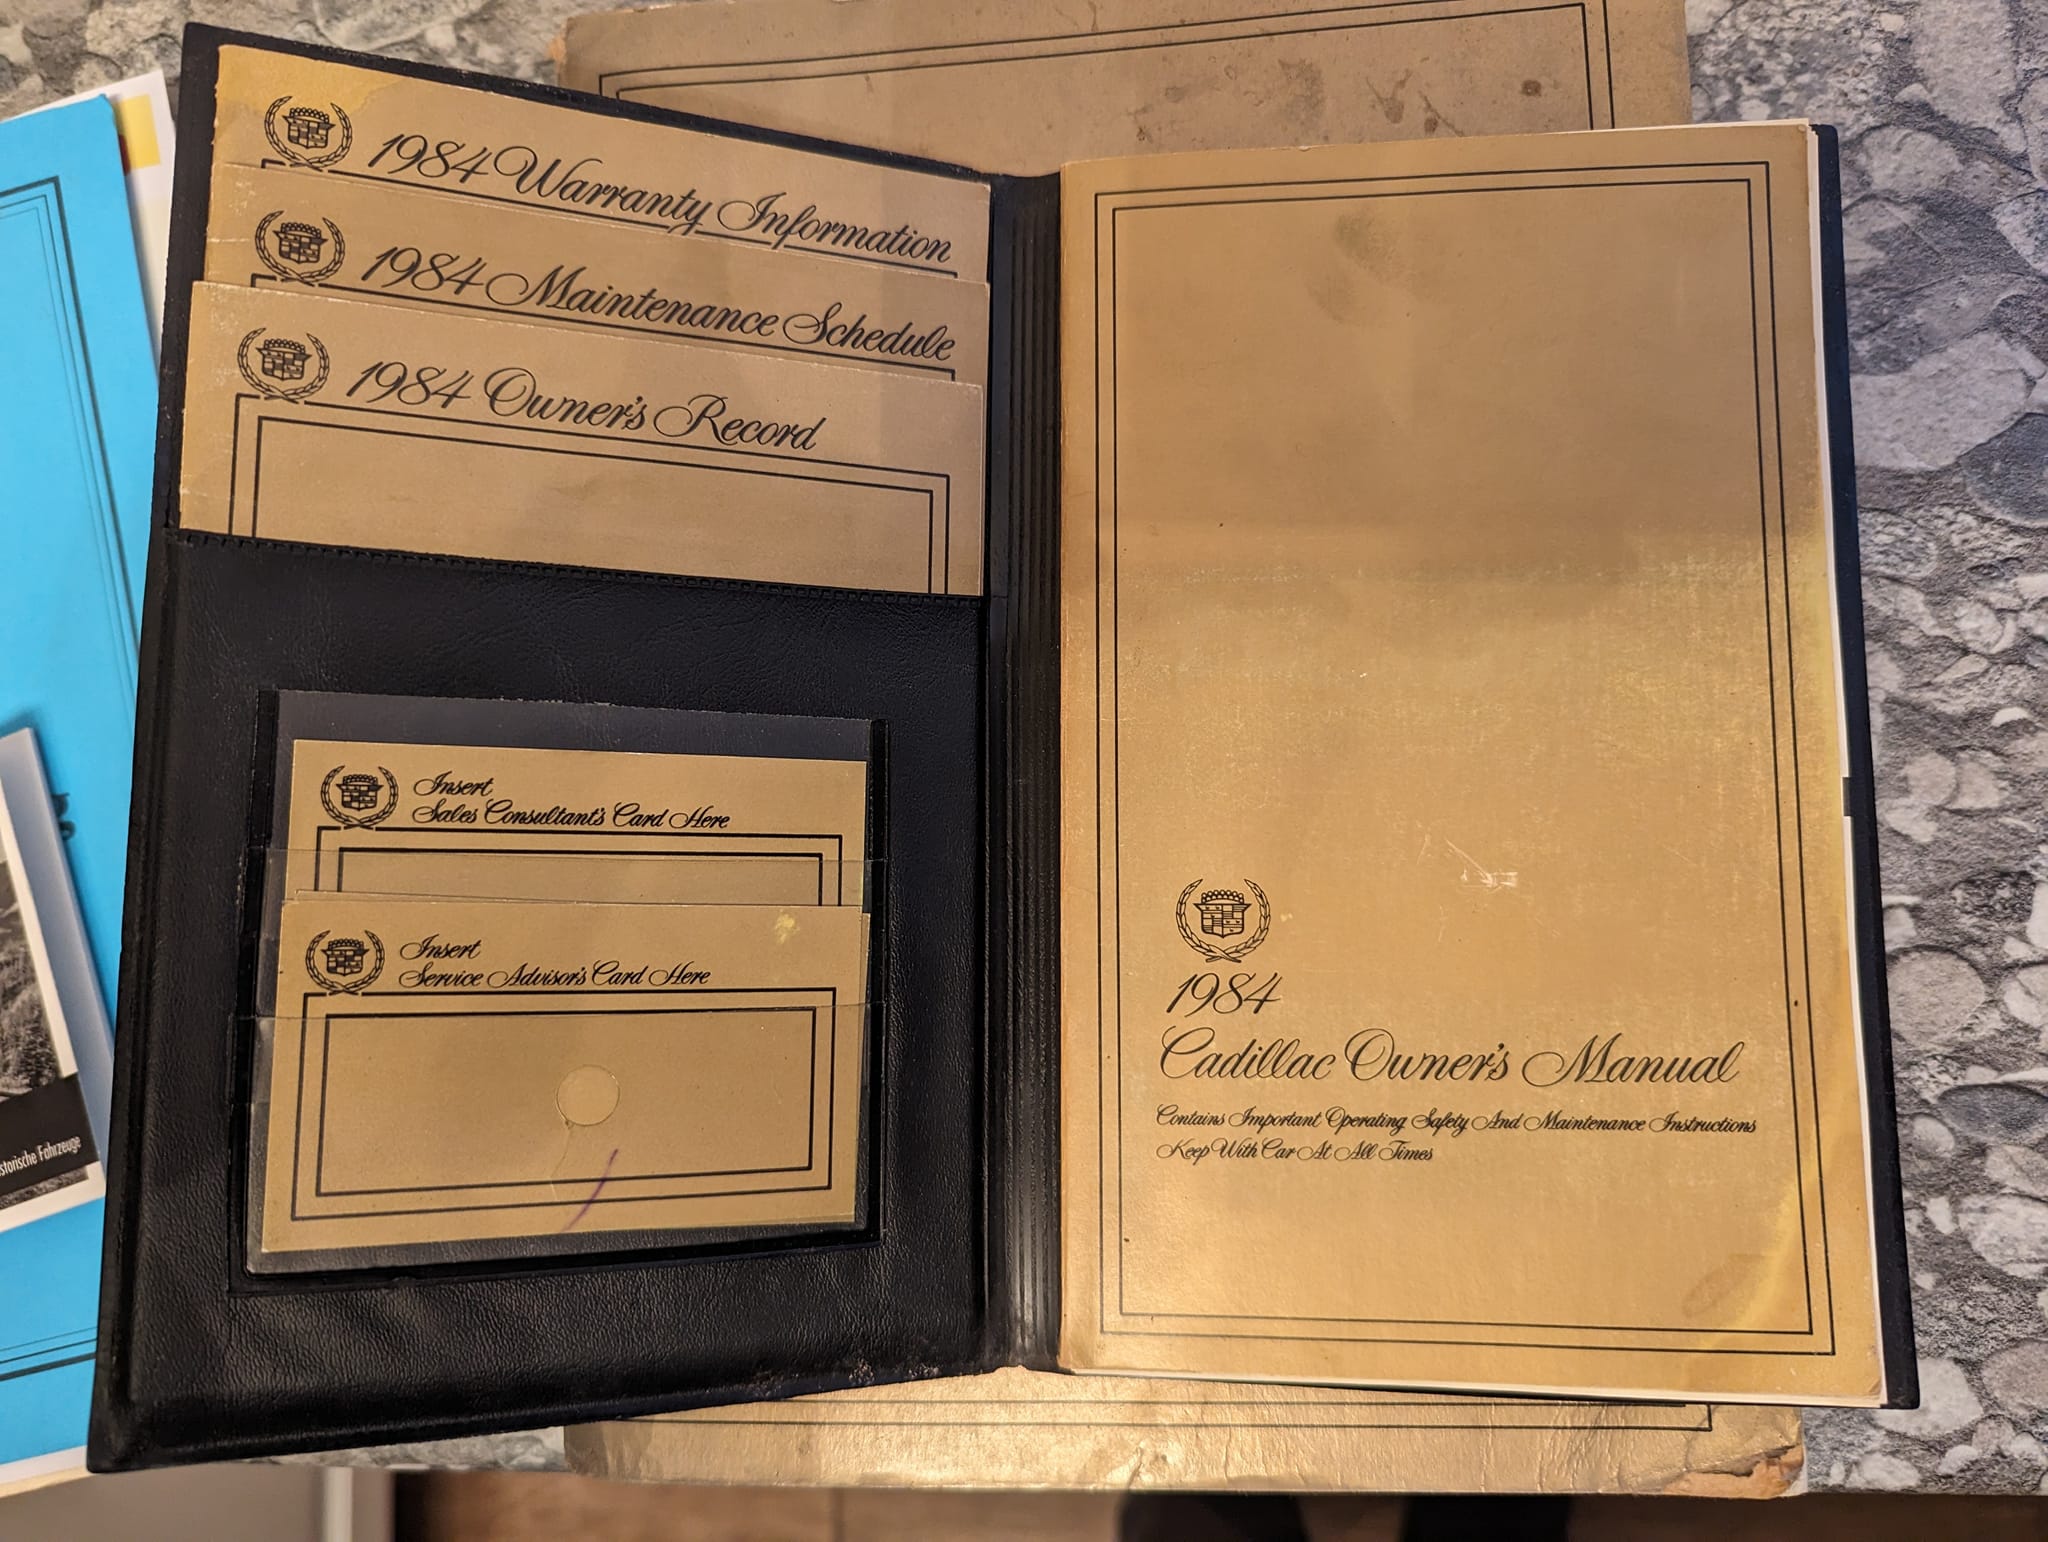 1984 Warranty Information
1984 Maintenance Schedule
1984 Owner's Record
Insert
Sales Consultant's Card Here
Insert
Service Advisor's Card Here
1984
Cadillac Owner's Manual
Contains Important Operating Safety And Maintenance Instructions
Keep With Car At All Times
Fahrzeuge